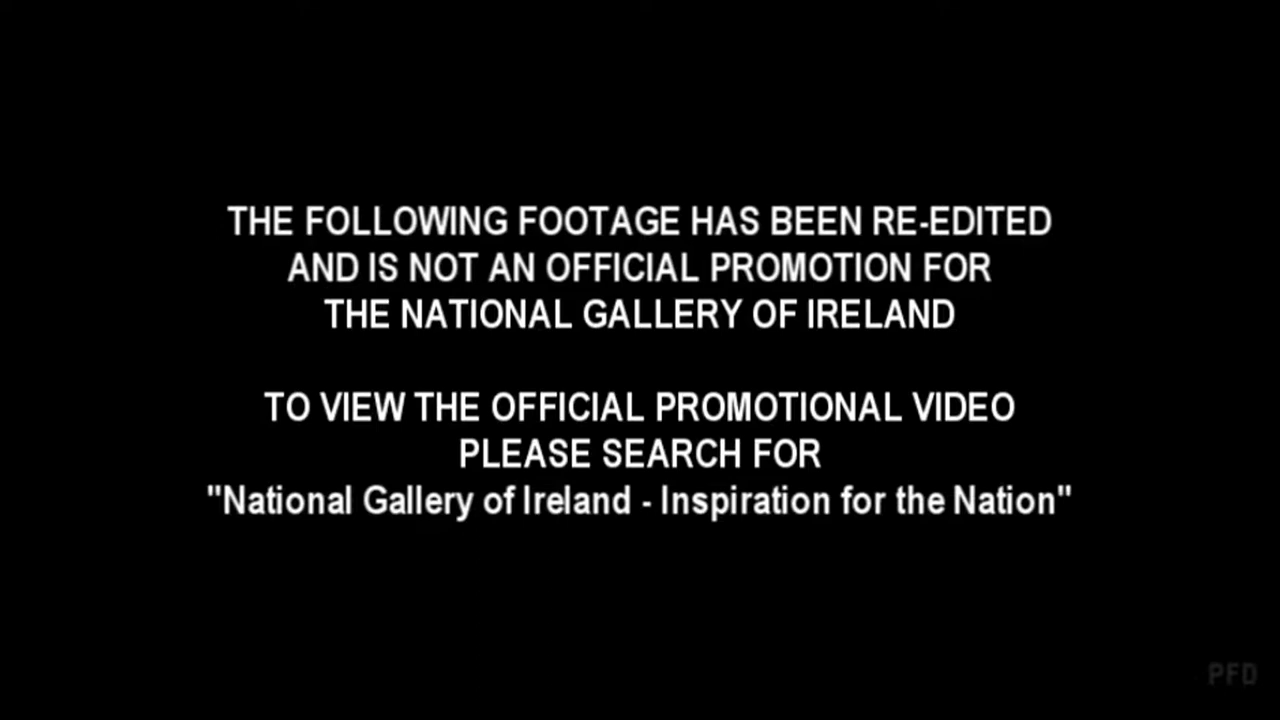 THE FOLLOWING FOOTAGE HAS BEEN RE-EDITED
AND IS NOT AN OFFICIAL PROMOTION FOR
THE NATIONAL GALLERY OF IRELAND
TO VIEW THE OFFICIAL PROMOTIONAL VIDEO
PLEASE SEARCH FOR
"National Gallery of Ireland - Inspiration for the Nation"
PFD